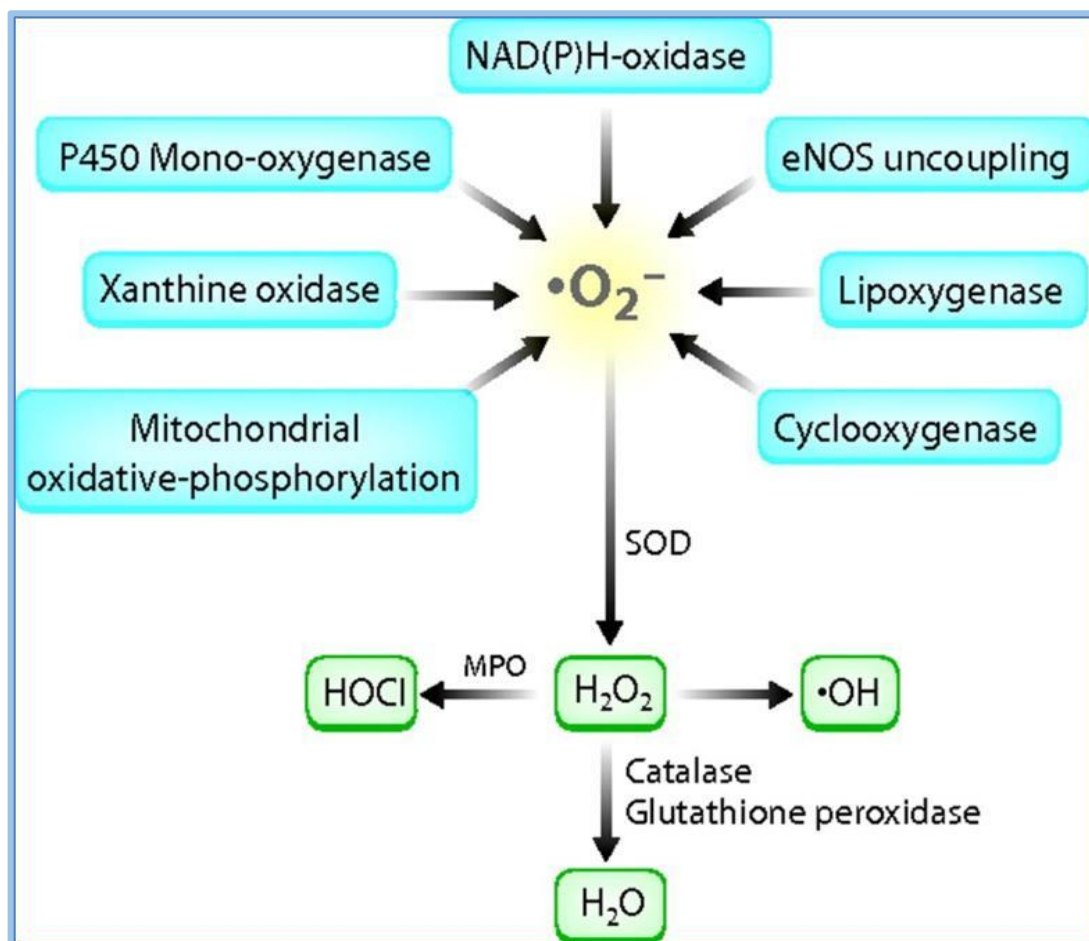 NAD(P)H-oxidase
P450 Mono-oxygenase
eNOS uncoupling
Xanthine oxidase
•O₂⁻
Lipoxygenase
Mitochondrial
oxidative-phosphorylation
Cyclooxygenase
SOD
HOCl
MPO
H₂O₂
•OH
Catalase
Glutathione peroxidase
H₂O